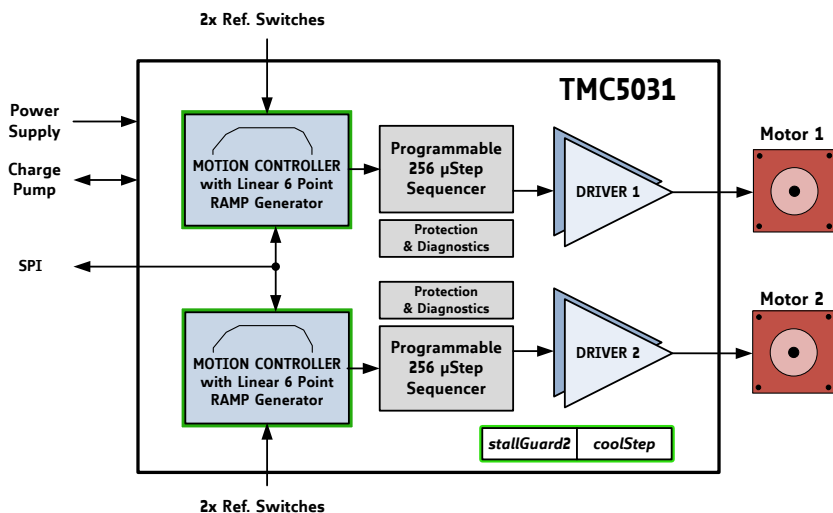 2x Ref. Switches
TMC5031
Power
Supply
Charge
Pump
SPI
MOTION CONTROLLER
with Linear 6 Point
RAMP Generator
Programmable
256 µStep
Sequencer
Protection
& Diagnostics
DRIVER 1
Motor 1
MOTION CONTROLLER
with Linear 6 Point
RAMP Generator
Protection
& Diagnostics
Programmable
256 µStep
Sequencer
DRIVER 2
Motor 2
stallGuard2
coolStep
2x Ref. Switches